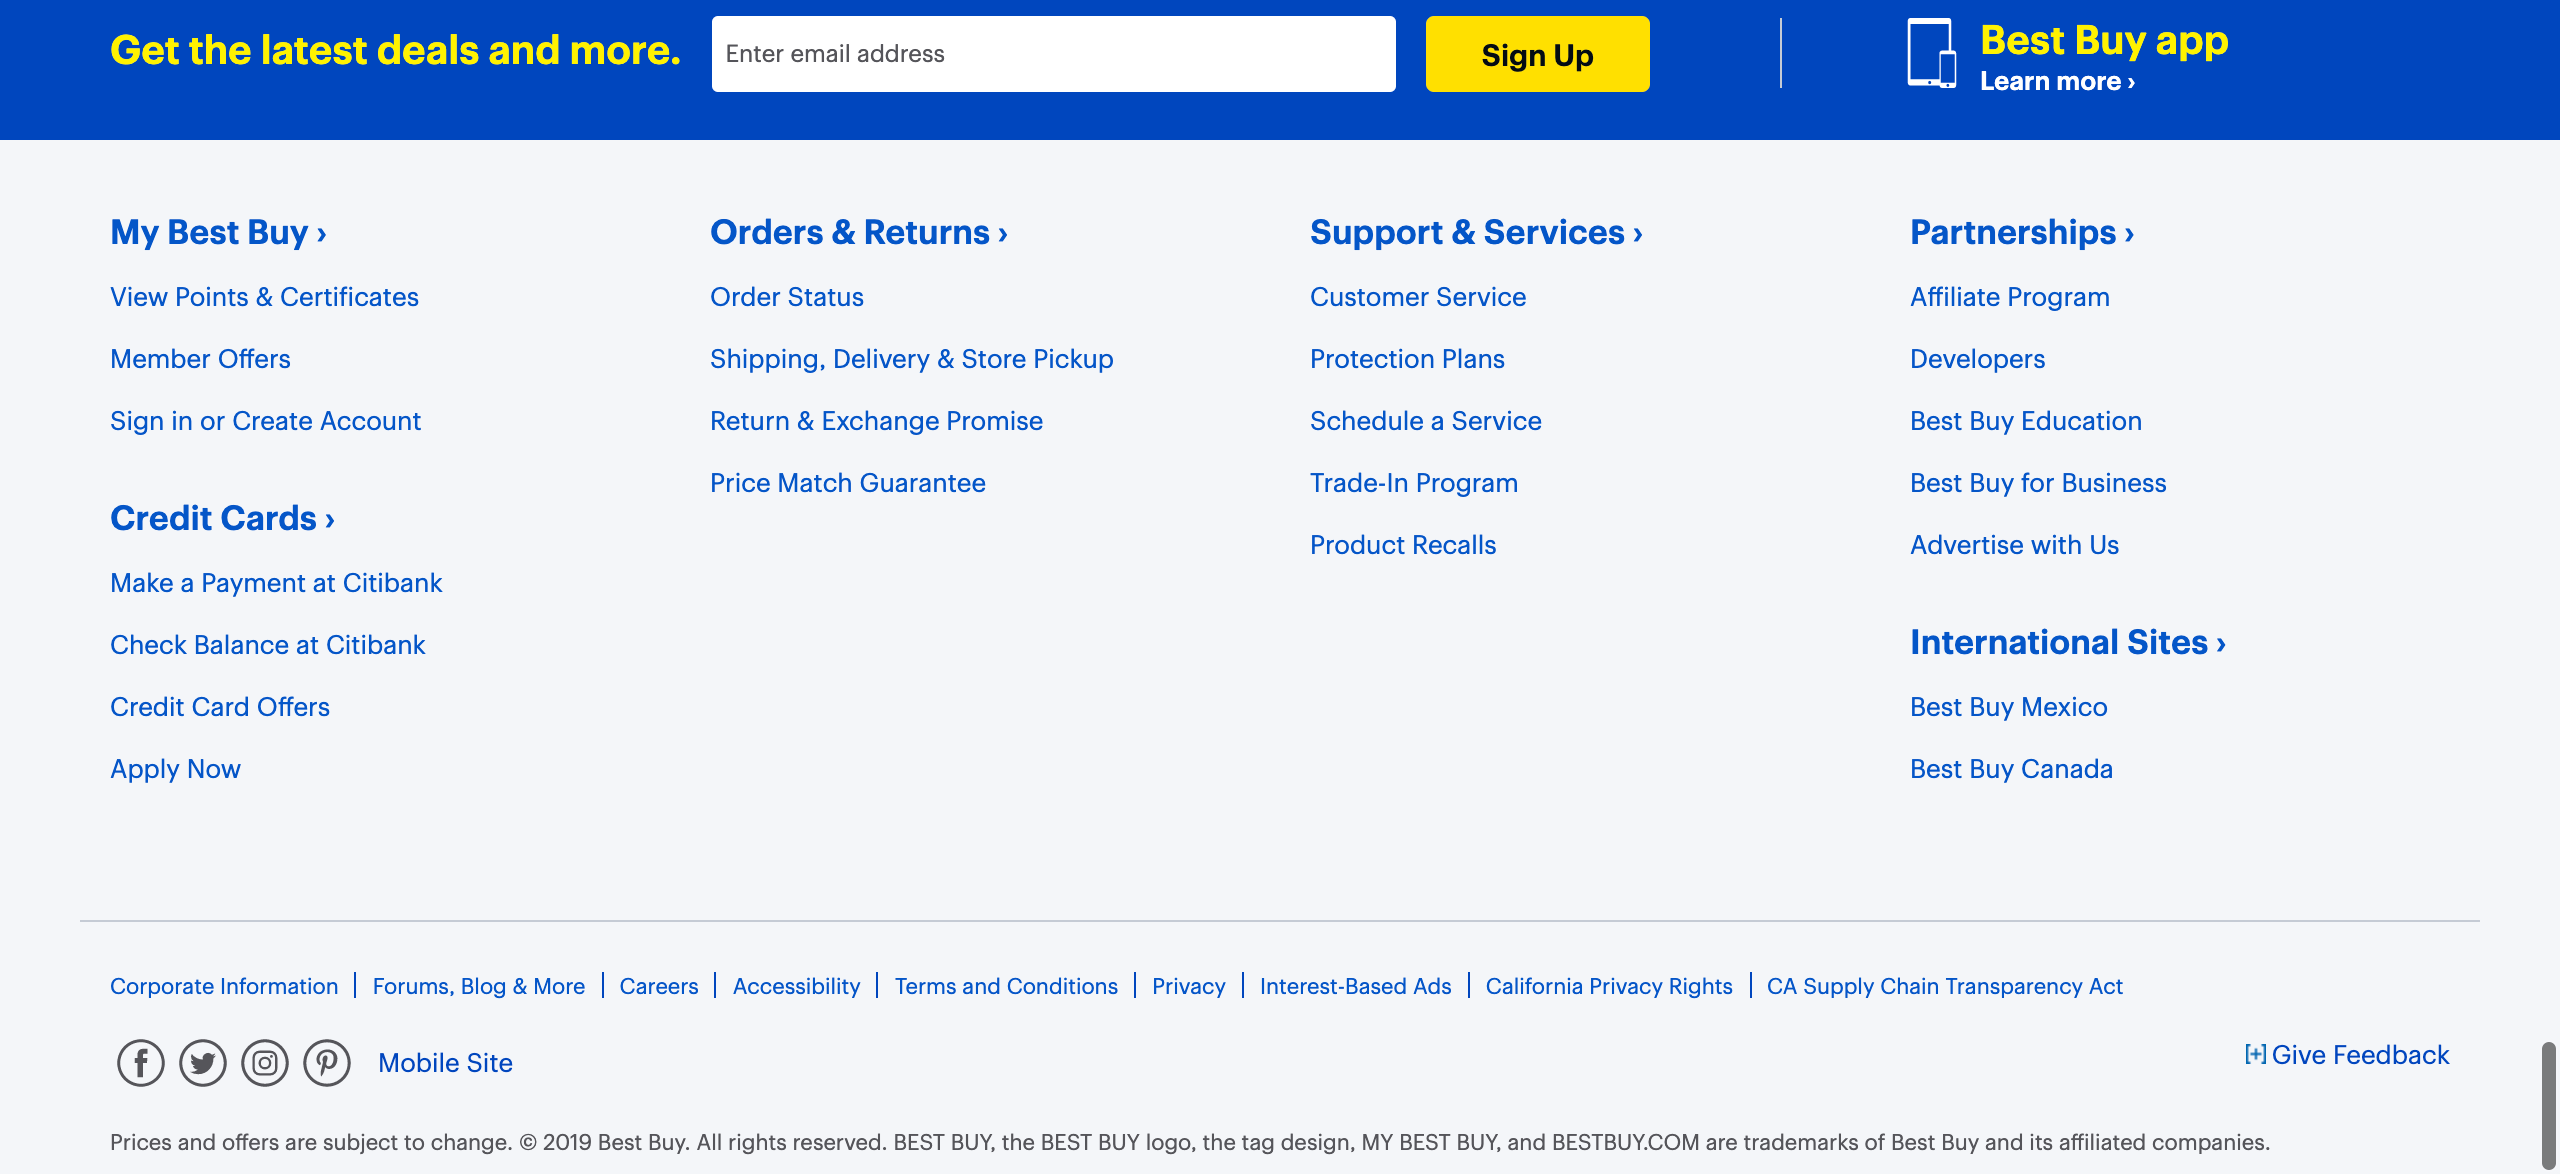 Get the latest deals and more.
Enter email address
Sign Up
Best Buy app
Learn more ›
My Best Buy ›
View Points & Certificates
Member Offers
Sign in or Create Account
Credit Cards ›
Make a Payment at Citibank
Check Balance at Citibank
Credit Card Offers
Apply Now
Orders & Returns ›
Order Status
Shipping, Delivery & Store Pickup
Return & Exchange Promise
Price Match Guarantee
Support & Services ›
Customer Service
Protection Plans
Schedule a Service
Trade-In Program
Product Recalls
Partnerships ›
Affiliate Program
Developers
Best Buy Education
Best Buy for Business
Advertise with Us
International Sites ›
Best Buy Mexico
Best Buy Canada
Corporate Information | Forums, Blog & More | Careers | Accessibility | Terms and Conditions | Privacy | Interest-Based Ads | California Privacy Rights | CA Supply Chain Transparency Act
Mobile Site
[+] Give Feedback
Prices and offers are subject to change. © 2019 Best Buy. All rights reserved. BEST BUY, the BEST BUY logo, the tag design, MY BEST BUY, and BESTBUY.COM are trademarks of Best Buy and its affiliated companies.